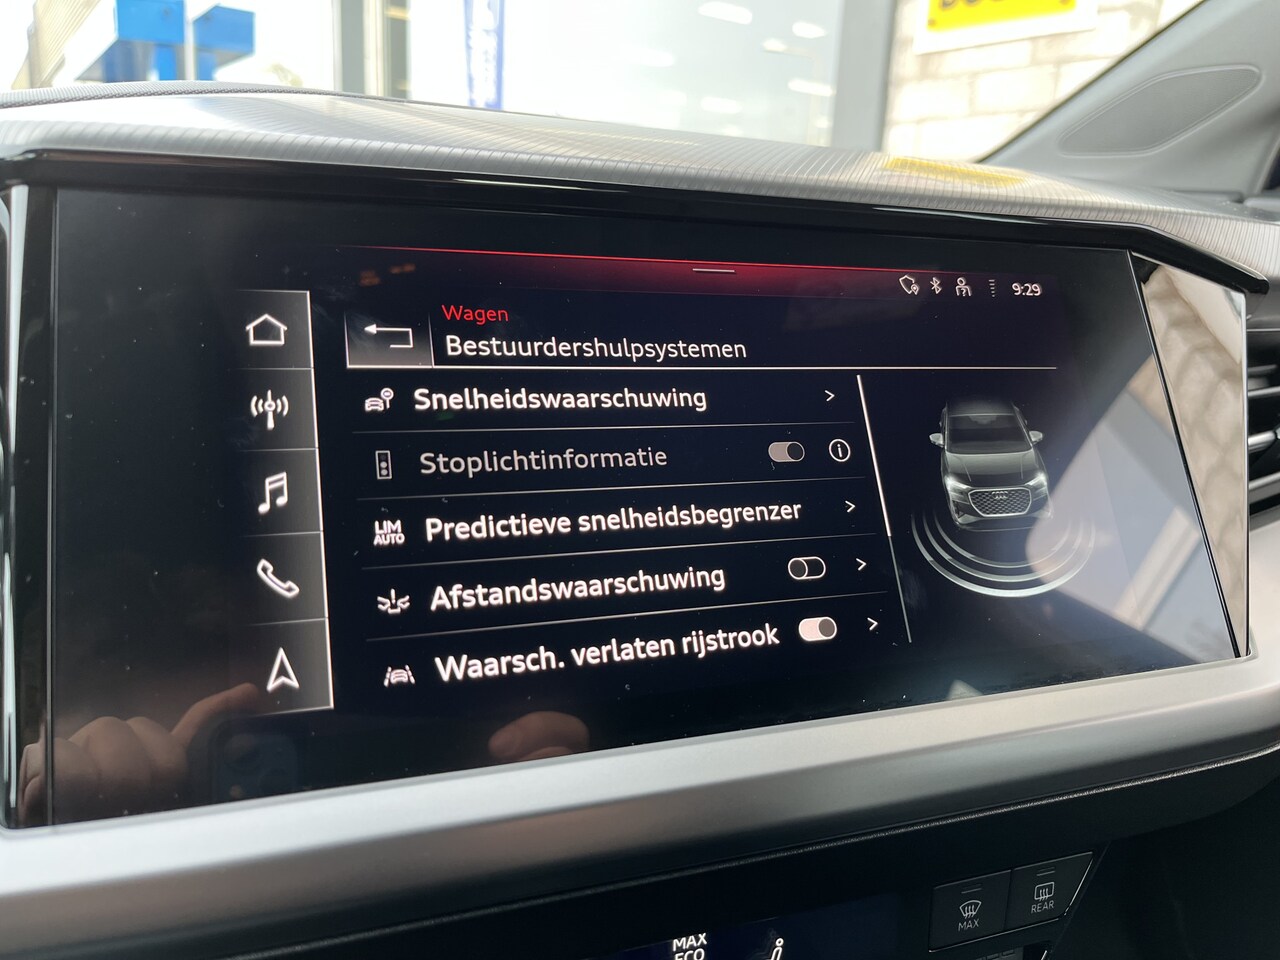 9:29
Wagen
Bestuurdershulpsystemen
Snelheidswaarschuwing
Stoplichtinformatie
LIM
AUTO
Predictieve snelheidsbegrenzer
Afstandswaarschuwing
Waarsch. verlaten rijstrook
MAX
REAR
MAX
ECO